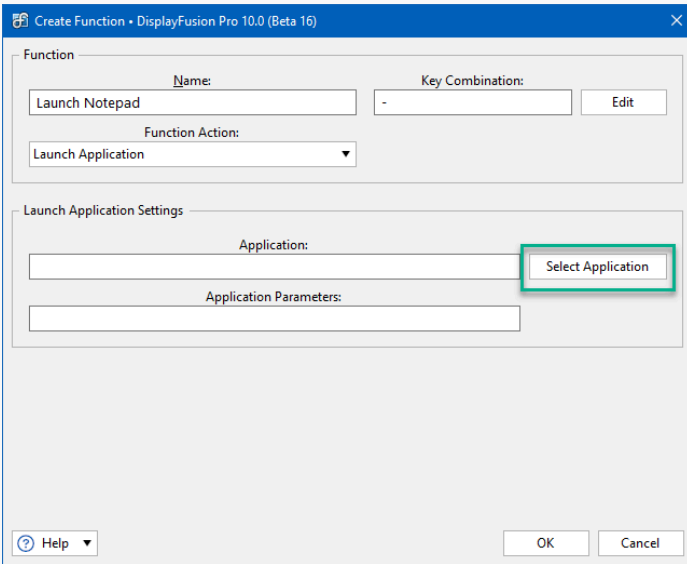 Create Function • DisplayFusion Pro 10.0 (Beta 16)
Function
Name:
Key Combination:
Launch Notepad
-
Edit
Function Action:
Launch Application
Launch Application Settings
Application:
Select Application
Application Parameters:
Help
OK
Cancel